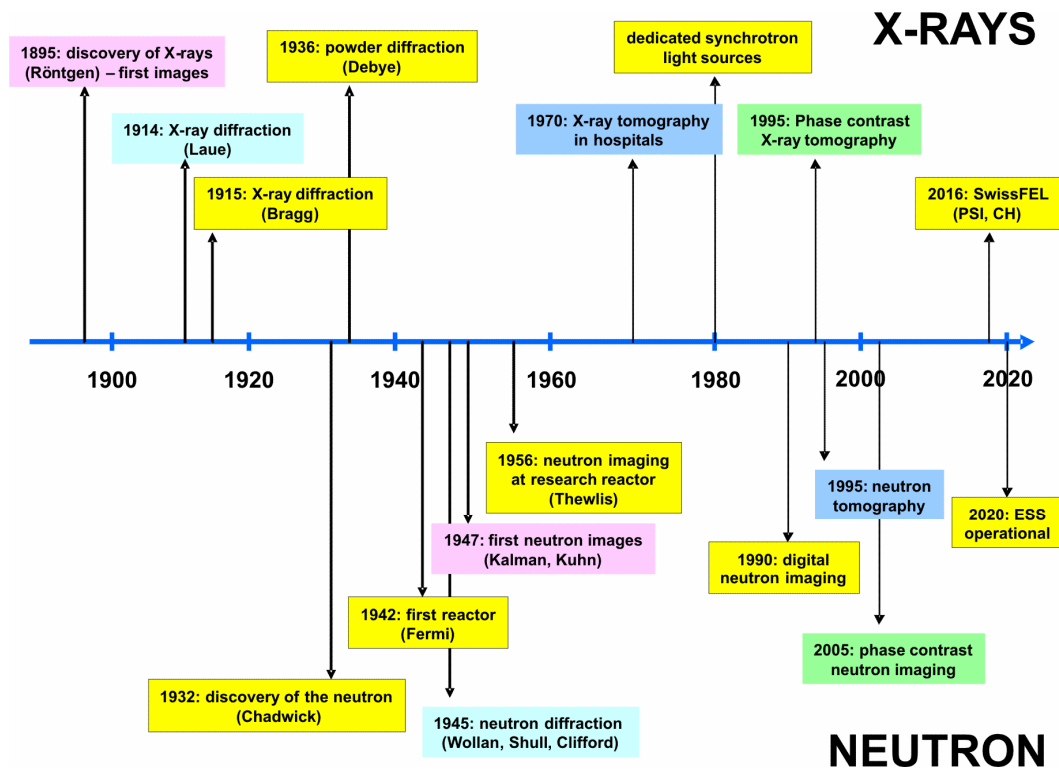 X-RAYS
1895: discovery of X-rays
(Röntgen) – first images
1936: powder diffraction
(Debye)
dedicated synchrotron
light sources
1914: X-ray diffraction
(Laue)
1970: X-ray tomography
in hospitals
1995: Phase contrast
X-ray tomography
1915: X-ray diffraction
(Bragg)
2016: SwissFEL
(PSI, CH)
1900
1920
1940
1960
1980
2000
2020
1956: neutron imaging
at research reactor
(Thewlis)
1995: neutron
tomography
2020: ESS
operational
1947: first neutron images
(Kalman, Kuhn)
1990: digital
neutron imaging
1942: first reactor
(Fermi)
2005: phase contrast
neutron imaging
1932: discovery of the neutron
(Chadwick)
1945: neutron diffraction
(Wollan, Shull, Clifford)
NEUTRON